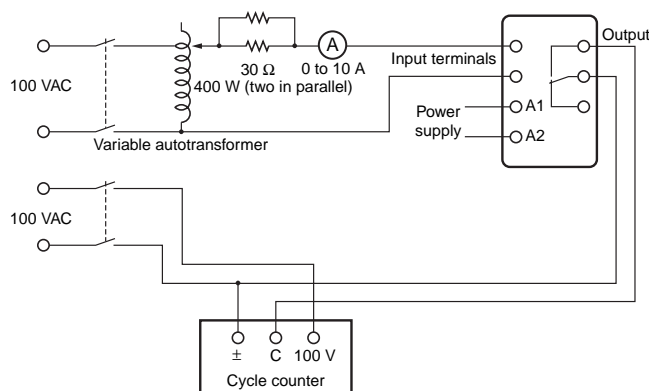 Output
A
Input terminals
30 Ω
0 to 10 A
100 VAC
400 W (two in parallel)
Power
supply
A1
A2
Variable autotransformer
100 VAC
± C 100 V
Cycle counter